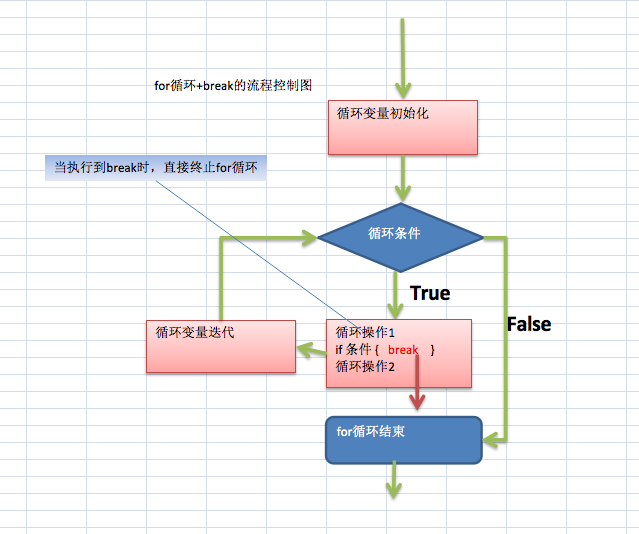 for循环+break的流程控制图
循环变量初始化
当执行到break时，直接终止for循环
循环条件
True
False
循环变量迭代
循环操作1
if 条件 { break }
循环操作2
for循环结束